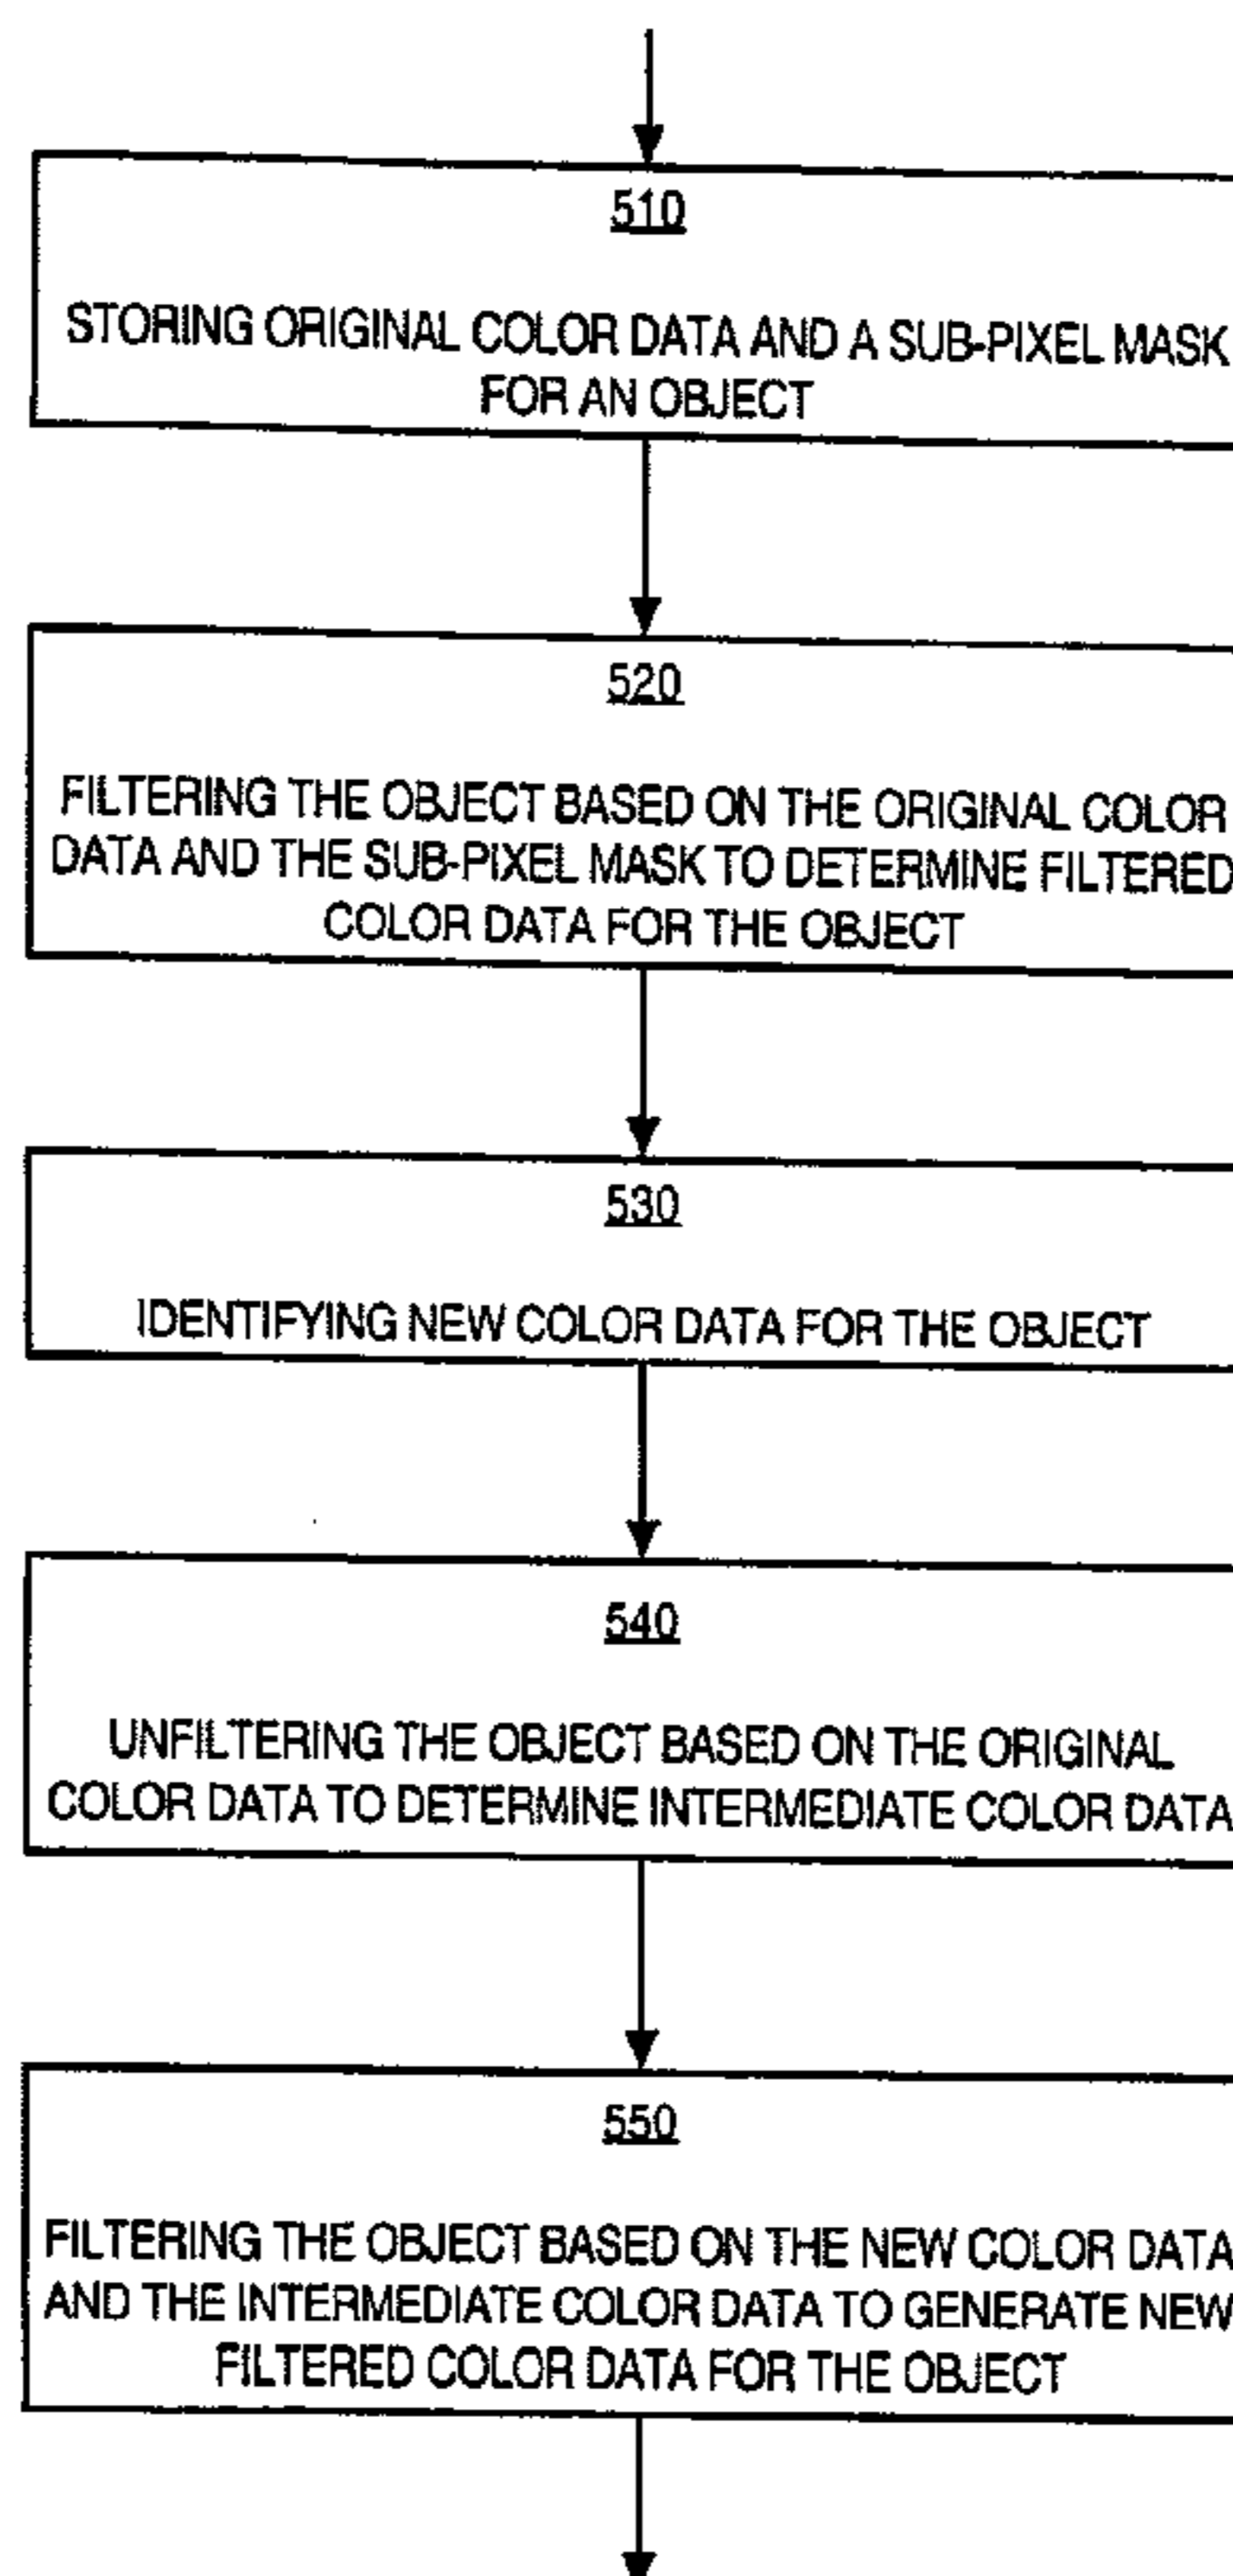 510
STORING ORIGINAL COLOR DATA AND A SUB-PIXEL MASK
FOR AN OBJECT
520
FILTERING THE OBJECT BASED ON THE ORIGINAL COLOR
DATA AND THE SUB-PIXEL MASK TO DETERMINE FILTERED
COLOR DATA FOR THE OBJECT
530
IDENTIFYING NEW COLOR DATA FOR THE OBJECT
540
UNFILTERING THE OBJECT BASED ON THE ORIGINAL
COLOR DATA TO DETERMINE INTERMEDIATE COLOR DATA
550
FILTERING THE OBJECT BASED ON THE NEW COLOR DATA
AND THE INTERMEDIATE COLOR DATA TO GENERATE NEW
FILTERED COLOR DATA FOR THE OBJECT